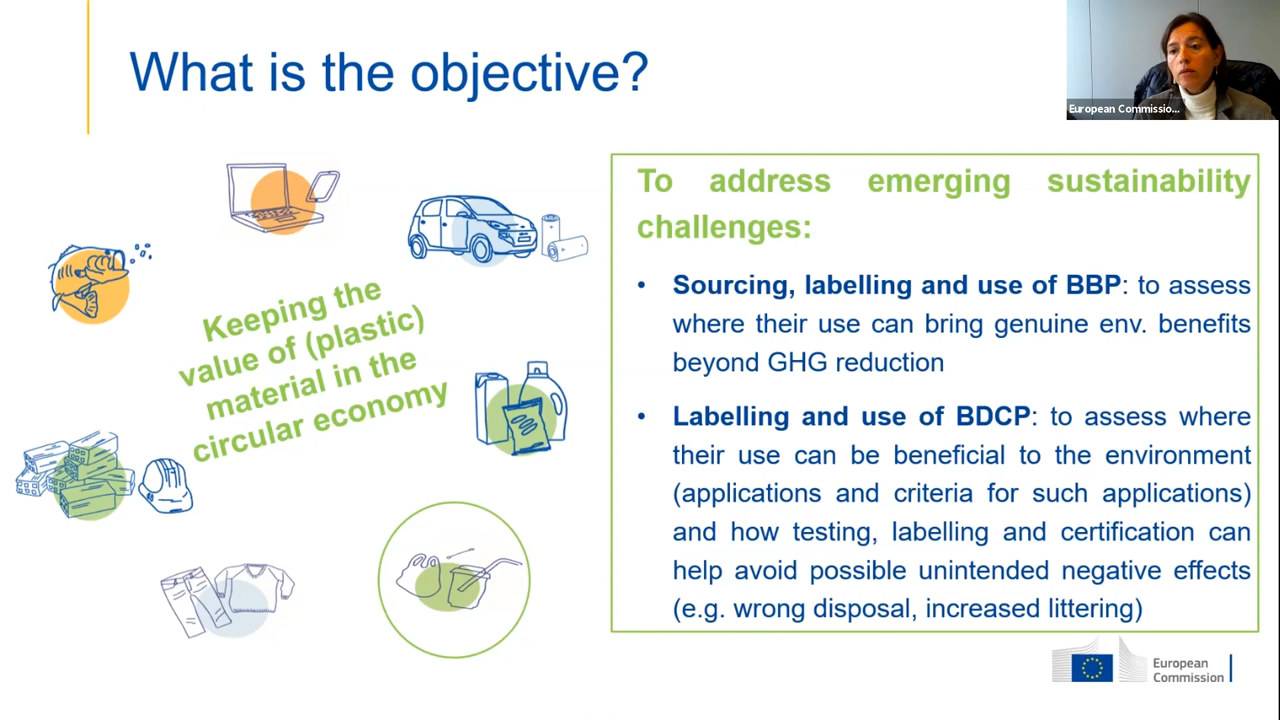 What is the objective?
European Commissio...
Keeping the
value of (plastic)
material in the
circular economy
To address emerging sustainability
challenges:
• Sourcing, labelling and use of BBP: to assess
where their use can bring genuine env. benefits
beyond GHG reduction
• Labelling and use of BDCP: to assess where
their use can be beneficial to the environment
(applications and criteria for such applications)
and how testing, labelling and certification can
help avoid possible unintended negative effects
(e.g. wrong disposal, increased littering)
European
Commission